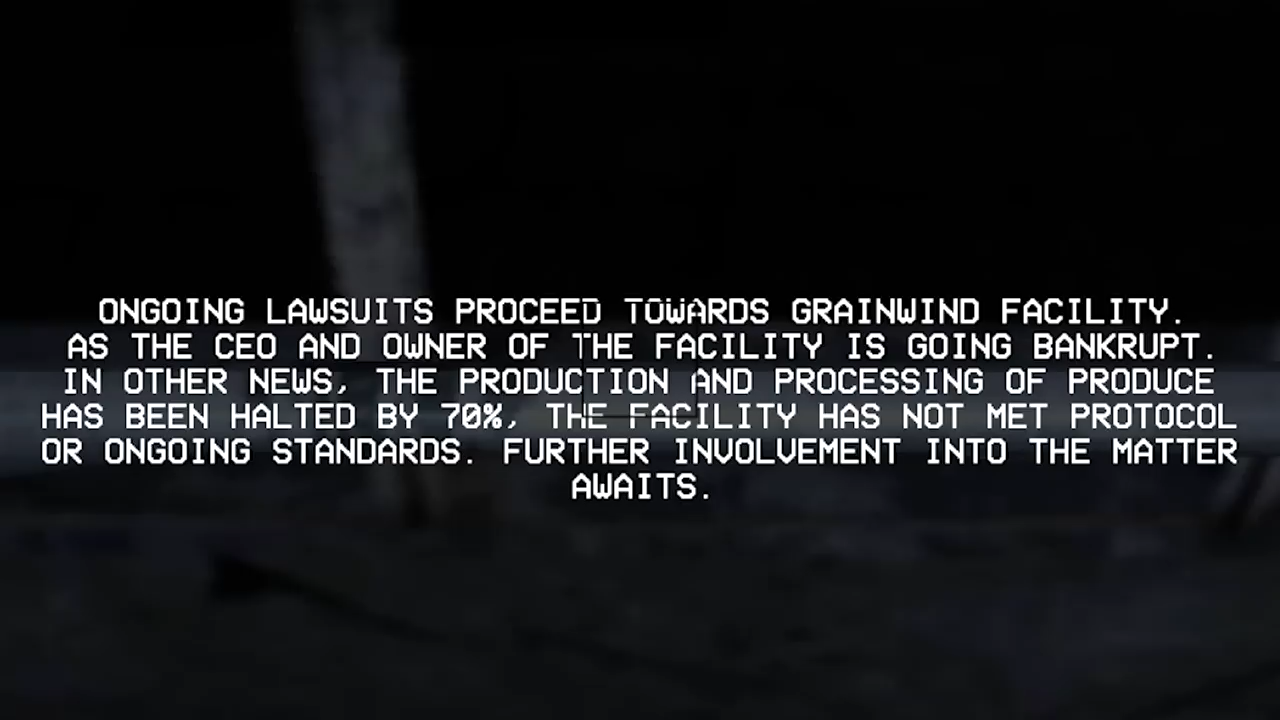 ONGOING LAWSUITS PROCEED TOWARDS GRAINWIND FACILITY.
AS THE CEO AND OWNER OF THE FACILITY IS GOING BANKRUPT.
IN OTHER NEWS, THE PRODUCTION AND PROCESSING OF PRODUCE
HAS BEEN HALTED BY 70%, THE FACILITY HAS NOT MET PROTOCOL
OR ONGOING STANDARDS. FURTHER INVOLVEMENT INTO THE MATTER
AWAITS.